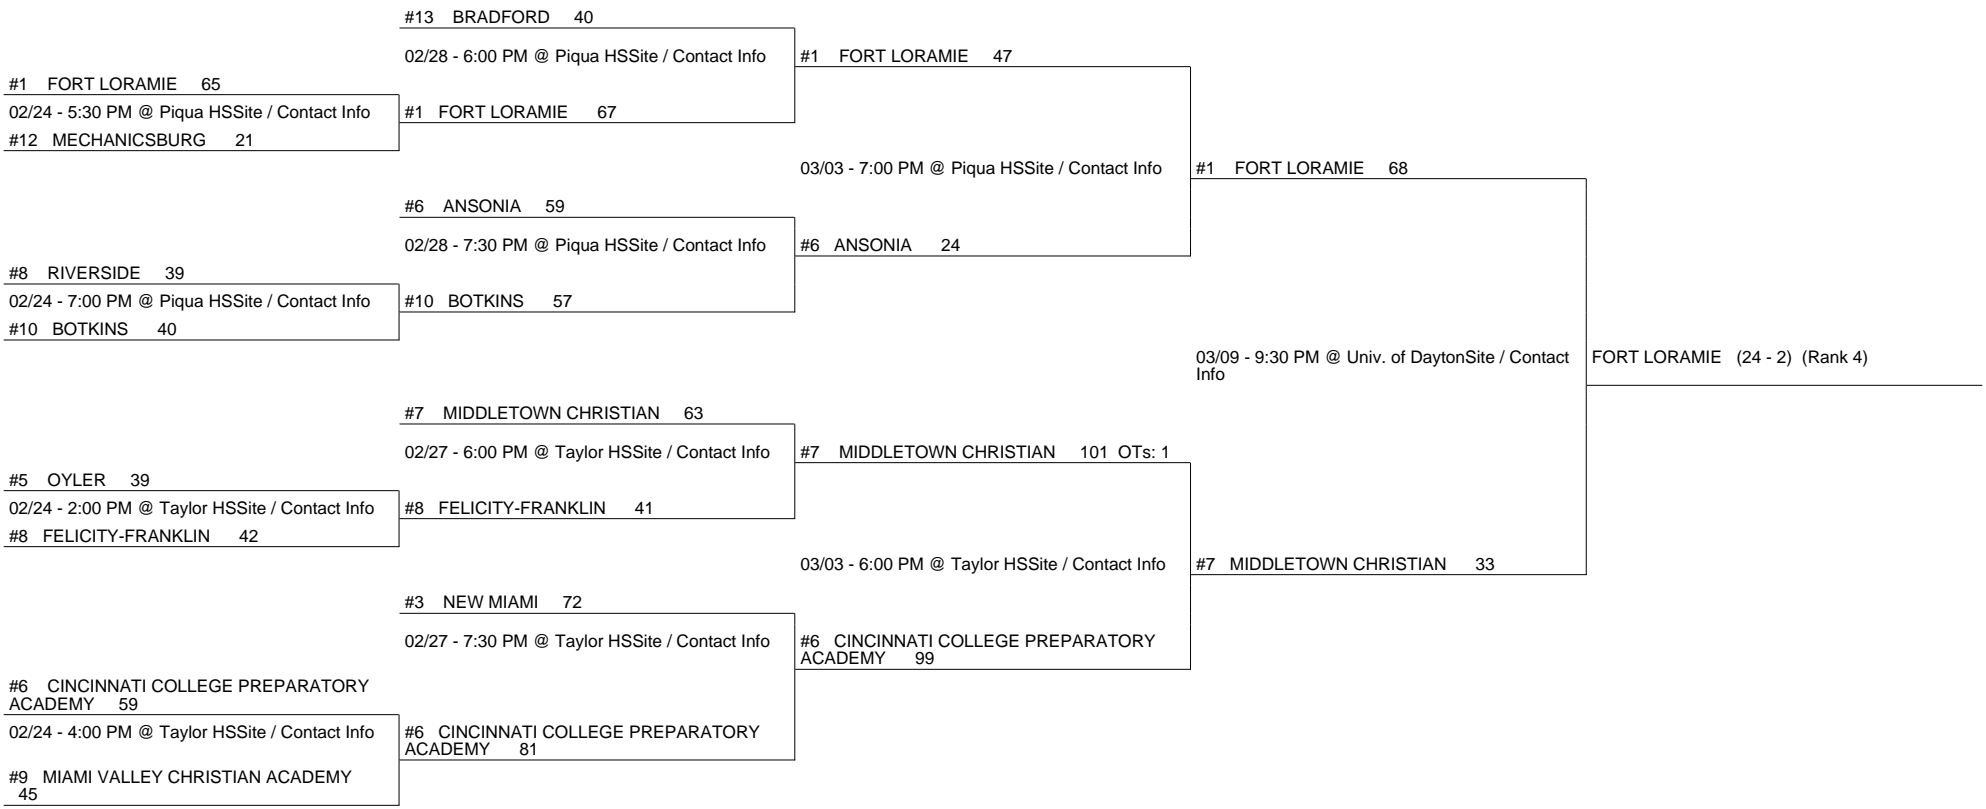 #13 BRADFORD 40
02/28 - 6:00 PM @ Piqua HSSite / Contact Info
#1 FORT LORAMIE 47
#1 FORT LORAMIE 65
02/24 - 5:30 PM @ Piqua HSSite / Contact Info
#1 FORT LORAMIE 67
#12 MECHANICSBURG 21
03/03 - 7:00 PM @ Piqua HSSite / Contact Info
#1 FORT LORAMIE 68
#6 ANSONIA 59
02/28 - 7:30 PM @ Piqua HSSite / Contact Info
#6 ANSONIA 24
#8 RIVERSIDE 39
02/24 - 7:00 PM @ Piqua HSSite / Contact Info
#10 BOTKINS 57
#10 BOTKINS 40
03/09 - 9:30 PM @ Univ. of DaytonSite / Contact
Info
FORT LORAMIE (24 - 2) (Rank 4)
#7 MIDDLETOWN CHRISTIAN 63
02/27 - 6:00 PM @ Taylor HSSite / Contact Info
#7 MIDDLETOWN CHRISTIAN 101 OTs: 1
#5 OYLER 39
02/24 - 2:00 PM @ Taylor HSSite / Contact Info
#8 FELICITY-FRANKLIN 41
#8 FELICITY-FRANKLIN 42
03/03 - 6:00 PM @ Taylor HSSite / Contact Info
#7 MIDDLETOWN CHRISTIAN 33
#3 NEW MIAMI 72
02/27 - 7:30 PM @ Taylor HSSite / Contact Info
#6 CINCINNATI COLLEGE PREPARATORY
ACADEMY 99
#6 CINCINNATI COLLEGE PREPARATORY
ACADEMY 59
02/24 - 4:00 PM @ Taylor HSSite / Contact Info
#6 CINCINNATI COLLEGE PREPARATORY
ACADEMY 81
#9 MIAMI VALLEY CHRISTIAN ACADEMY
45